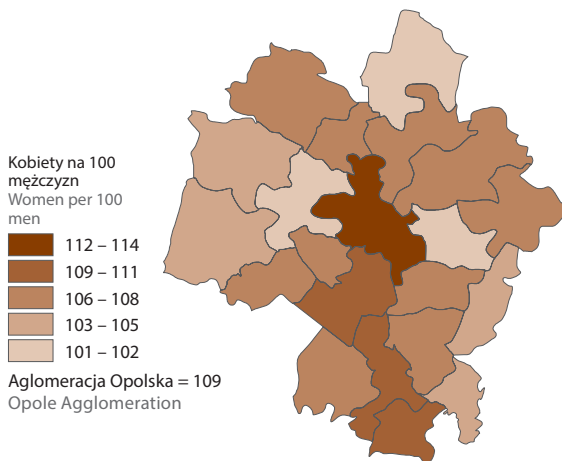 Kobiety na 100
mężczyzn
Women per 100
men
112 – 114
109 – 111
106 – 108
103 – 105
101 – 102
Aglomeracja Opolska = 109
Opole Agglomeration